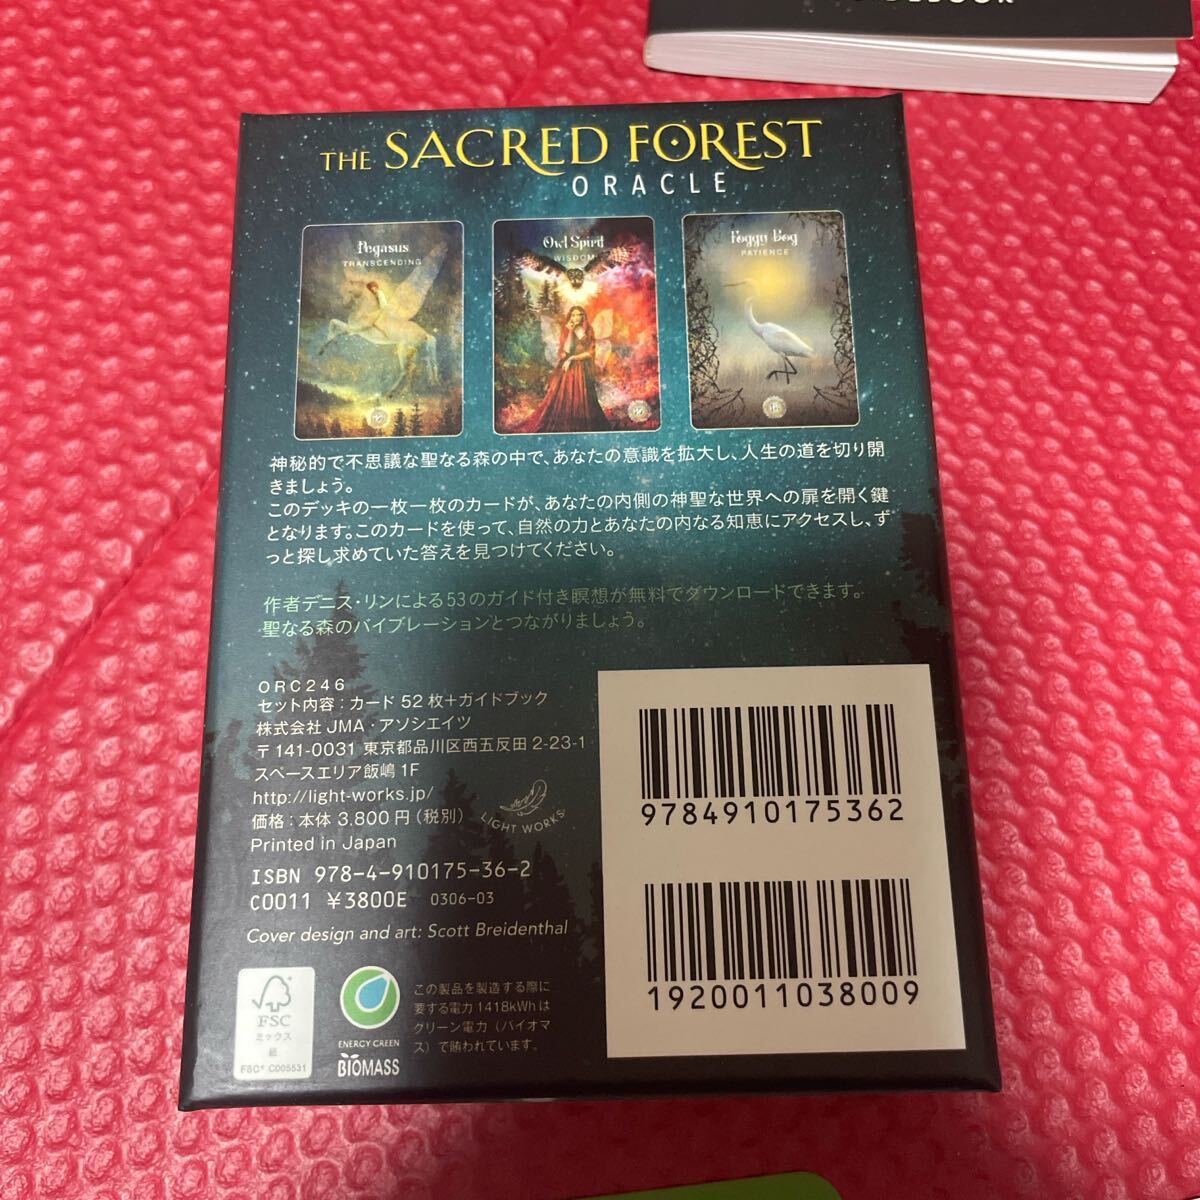 THE SACRED FOREST
ORACLE
Pegasus
TRANSCENDING
Owl Spirit
WISDOM
Foggy Bog
PATIENCE
神秘的で不思議な聖なる森の中で、あなたの意識を拡大し、人生の道を切り開
きましょう。
このデッキの一枚一枚のカードが、あなたの内側の神聖な世界への扉を開く鍵
となります。このカードを使って、自然の力とあなたの内なる知恵にアクセスし、ず
っと探し求めていた答えを見つけてください。
作者デニス・リンによる53のガイド付き瞑想が無料でダウンロードできます。
聖なる森のバイブレーションとつながりましょう。
ORC246
セット内容：カード 52 枚+ガイドブック
株式会社 JMA・アソシエイツ
〒141-0031 東京都品川区西五反田 2-23-1
スペースエリア飯嶋 1F
http://light-works.jp/
価格：本体 3,800円（税別）
Printed in Japan
LIGHT WORKS
ISBN 978-4-910175-36-2
C0011 ¥3800E 0306-03
Cover design and art: Scott Breidenthal
9784910175362
1920011038009
FSC
ミックス
紙
FSC® C005531
ENERGY GREEN
BIOMASS
この製品を製造する際に
要する電力 1418kWh は
グリーン電力（バイオマ
ス）で賄われています。